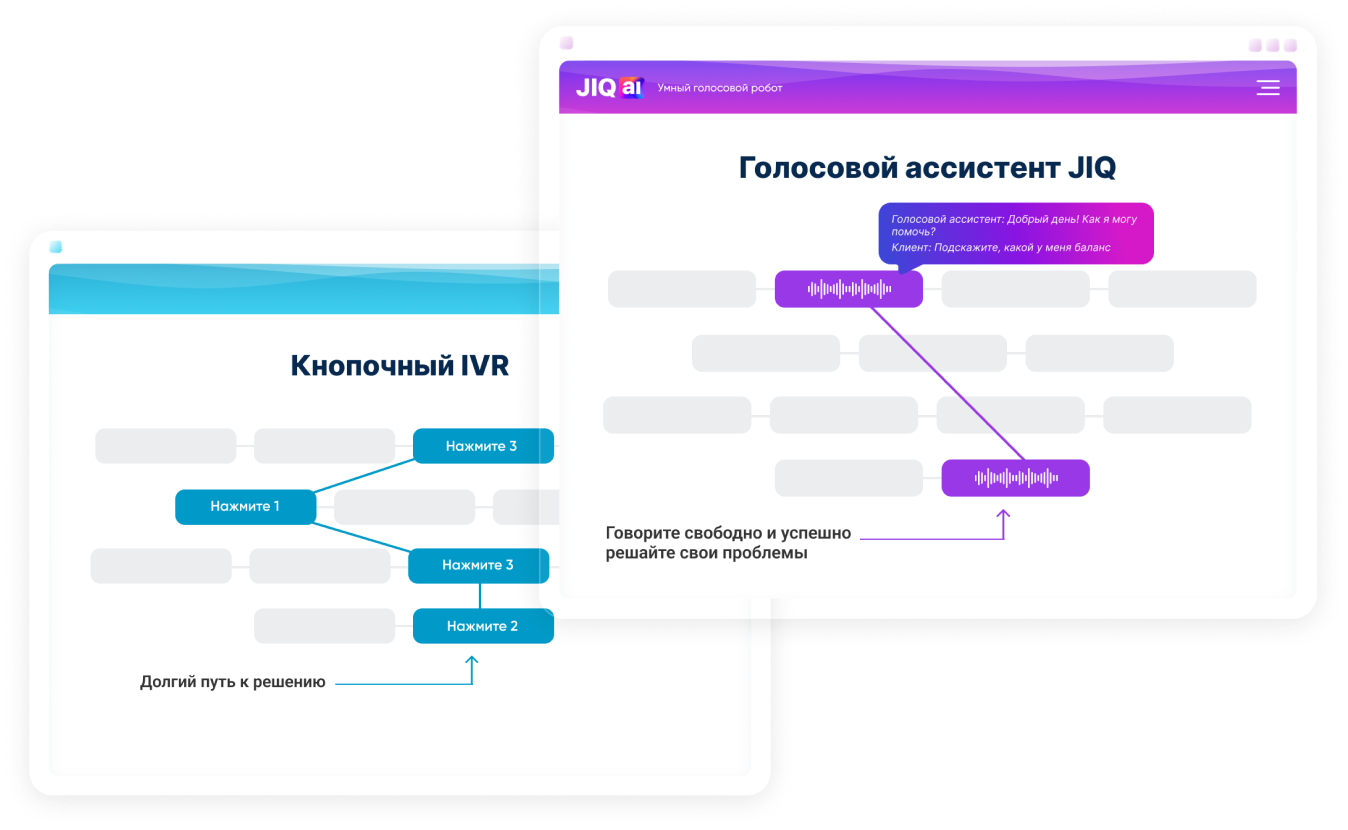 JIQ ai
Умный голосовой робот
Голосовой ассистент JIQ
Голосовой ассистент: Добрый день! Как я могу
помочь?
Клиент: Подскажите, какой у меня баланс
Говорите свободно и успешно
решайте свои проблемы
Кнопочный IVR
Нажмите 3
Нажмите 1
Нажмите 3
Нажмите 2
Долгий путь к решению